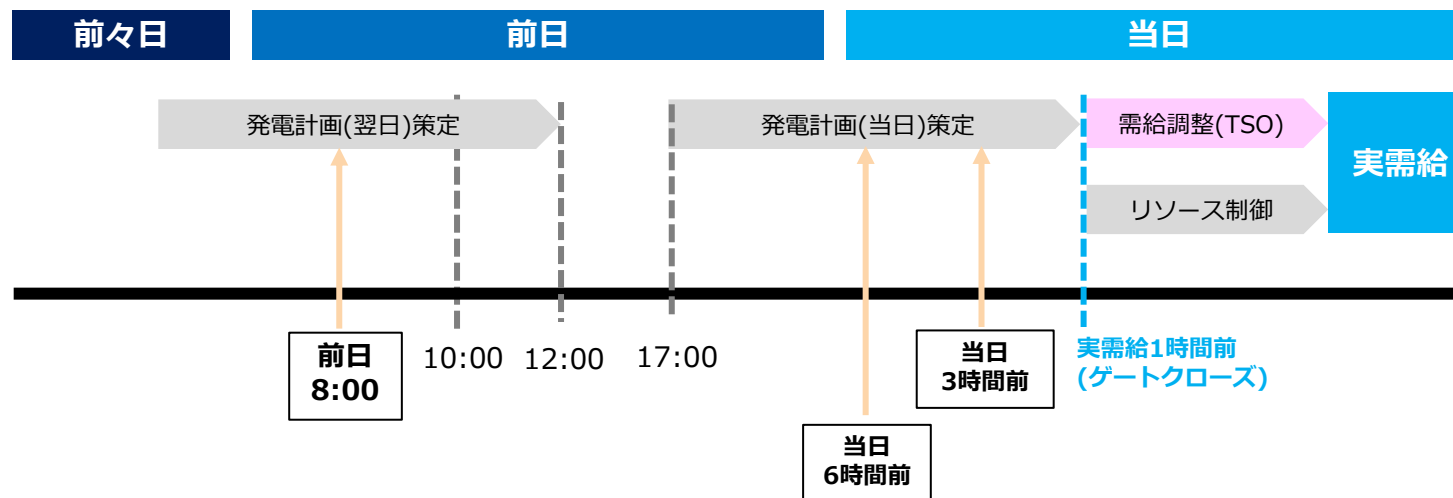 前々日
前日
当日
発電計画(翌日)策定
発電計画(当日)策定
需給調整(TSO)
実需給
リソース制御
前日
8:00
10:00
12:00
17:00
当日
3時間前
実需給1時間前
(ゲートクローズ)
当日
6時間前